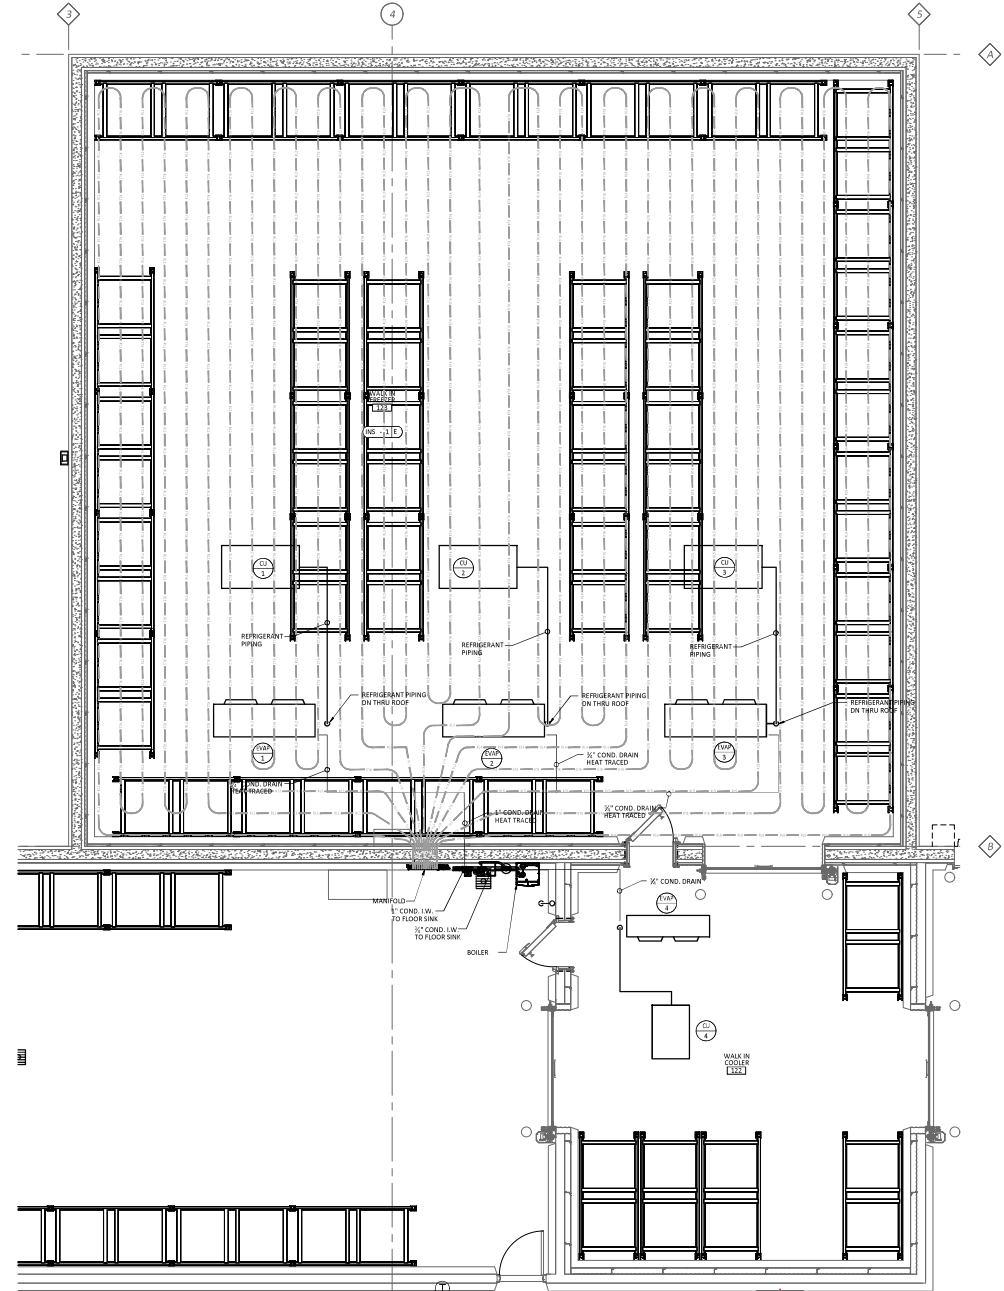 3
4
5
A
WALK IN
FREEZER
123
INS - 1 E
CU
1
CU
2
CU
3
REFRIGERANT
PIPING
REFRIGERANT
PIPING
REFRIGERANT
PIPING
REFRIGERANT PIPING
DN THRU ROOF
REFRIGERANT PIPING
DN THRU ROOF
REFRIGERANT PIPING
DN THRU ROOF
EVAP
1
EVAP
2
EVAP
3
¾" COND. DRAIN
HEAT TRACED
COND. DRAIN
HEAT TRACED
1" COND. DRAIN
HEAT TRACED
¾" COND. DRAIN
HEAT TRACED
B
MANIFOLD
1" COND. I.W.
TO FLOOR SINK
¾" COND. I.W.
TO FLOOR SINK
BOILER
¾" COND. DRAIN
EVAP
4
CU
4
WALK IN
COOLER
122
T